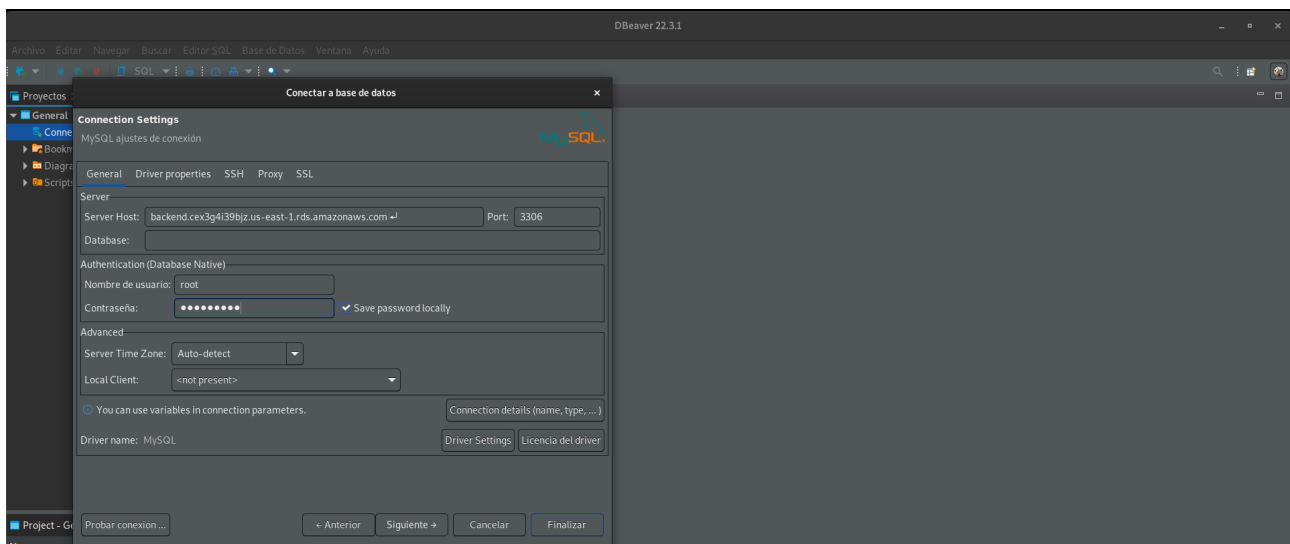 DBeaver 22.3.1
Archivo Editar Navegar Buscar Editor SQL Base de Datos Ventana Ayuda
SQL
Proyectos
General
Conne
Bookm
Diagra
Scripts
Conectar a base de datos
Connection Settings
MySQL ajustes de conexión
MySQL
General Driver properties SSH Proxy SSL
Server
Server Host: backend.cex3g4i39bjz.us-east-1.rds.amazonaws.com↵ Port: 3306
Database:
Authentication (Database Native)
Nombre de usuario: root
Contraseña: ••••••••• Save password locally
Advanced
Server Time Zone: Auto-detect
Local Client: <not present>
You can use variables in connection parameters. Connection details (name, type, ... )
Driver name: MySQL Driver Settings Licencia del driver
Probar conexión ... ← Anterior Siguiente → Cancelar Finalizar
Project - Ge